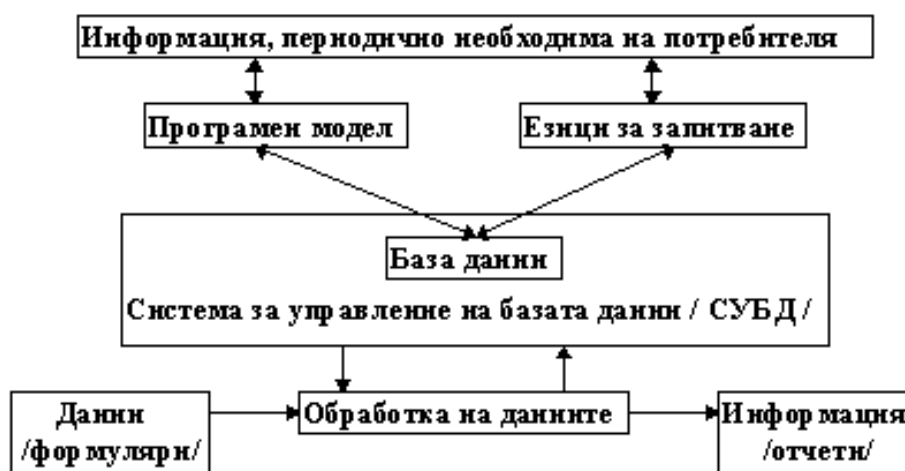 Информация, периодично необходима на потребителя
Програмен модел
Езици за запитване
База данни
Система за управление на базата данни / СУБД /
Данни
/формуляри/
Обработка на данните
Информация
/отчети/